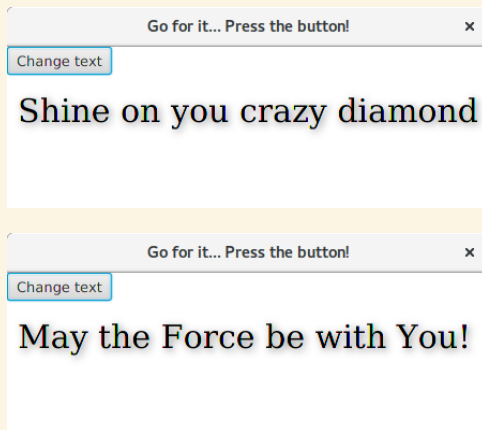 Go for it... Press the button!
Change text
Shine on you crazy diamond
Go for it... Press the button!
Change text
May the Force be with You!